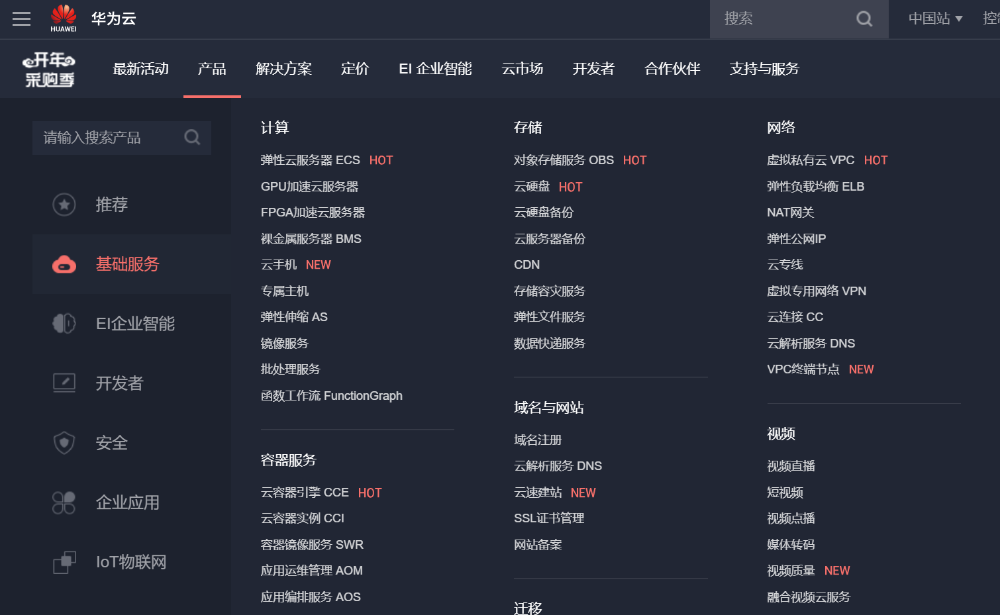 HUAWEI
华为云
搜索
中国站
开年
采购季
最新活动
产品
解决方案
定价
EI 企业智能
云市场
开发者
合作伙伴
支持与服务
请输入搜索产品
推荐
基础服务
EI企业智能
开发者
安全
企业应用
IoT物联网
计算
弹性云服务器 ECS HOT
GPU加速云服务器
FPGA加速云服务器
裸金属服务器 BMS
云手机 NEW
专属主机
弹性伸缩 AS
镜像服务
批处理服务
函数工作流 FunctionGraph
容器服务
云容器引擎 CCE HOT
云容器实例 CCI
容器镜像服务 SWR
应用运维管理 AOM
应用编排服务 AOS
存储
对象存储服务 OBS HOT
云硬盘 HOT
云硬盘备份
云服务器备份
CDN
存储容灾服务
弹性文件服务
数据快递服务
域名与网站
域名注册
云解析服务 DNS
云速建站 NEW
SSL证书管理
网站备案
迁移
网络
虚拟私有云 VPC HOT
弹性负载均衡 ELB
NAT网关
弹性公网IP
云专线
虚拟专用网络 VPN
云连接 CC
云解析服务 DNS
VPC终端节点 NEW
视频
视频直播
短视频
视频点播
媒体转码
视频质量 NEW
融合视频云服务